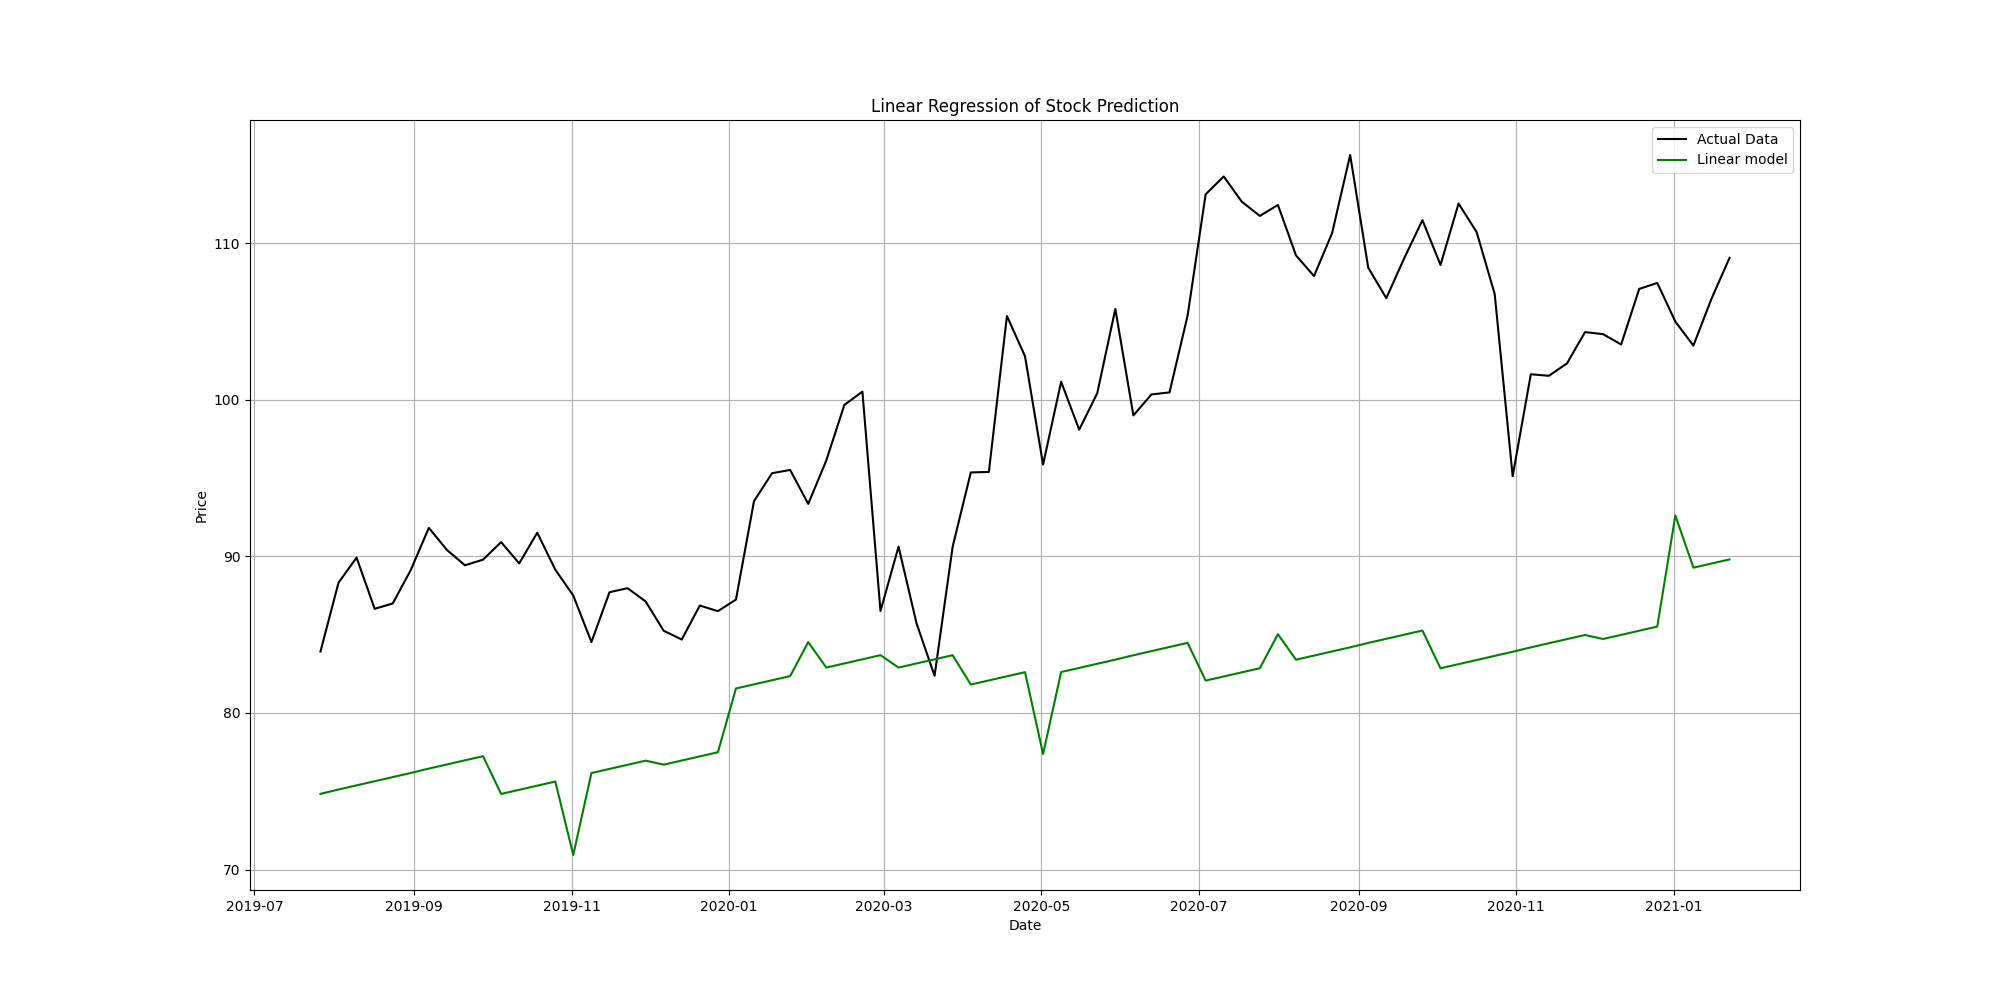 Linear Regression of Stock Prediction
Actual Data
Linear model
Price
110
100
90
80
70
2019-07 2019-09 2019-11 2020-01 2020-03 2020-05 2020-07 2020-09 2020-11 2021-01
Date